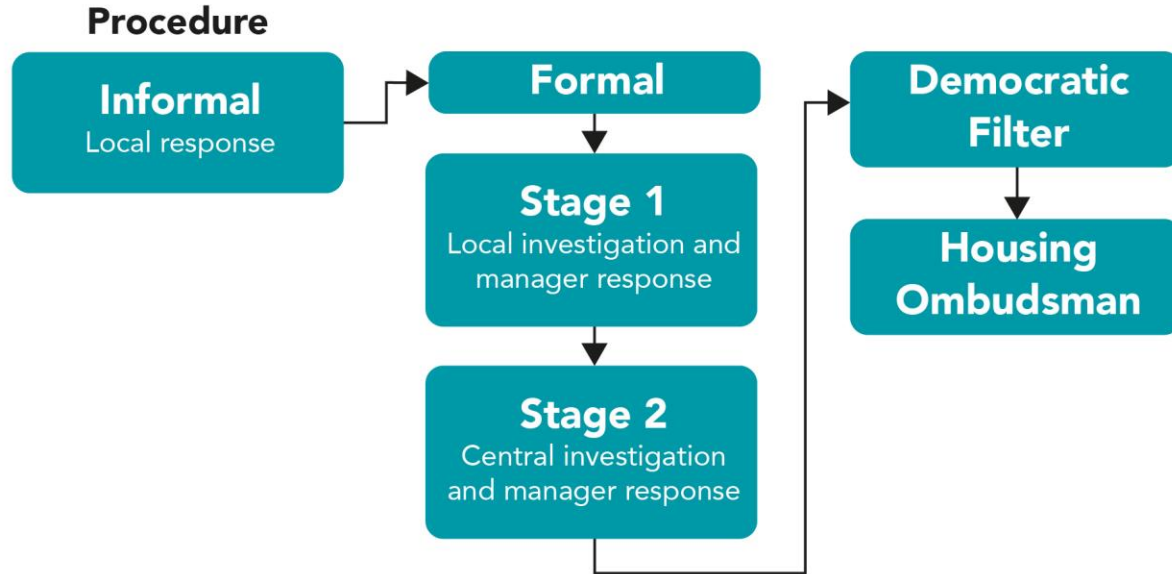 Procedure
Informal
Local response
Formal
Stage 1
Local investigation and
manager response
Stage 2
Central investigation
and manager response
Democratic
Filter
Housing
Ombudsman